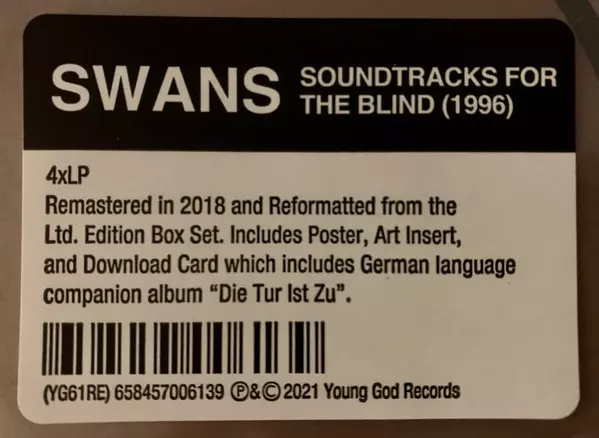 SWANS SOUNDTRACKS FOR
THE BLIND (1996)
4xLP
Remastered in 2018 and Reformatted from the
Ltd. Edition Box Set. Includes Poster, Art Insert,
and Download Card which includes German language
companion album “Die Tur Ist Zu”.
(YG61RE) 658457006139 Ⓟ&Ⓒ 2021 Young God Records